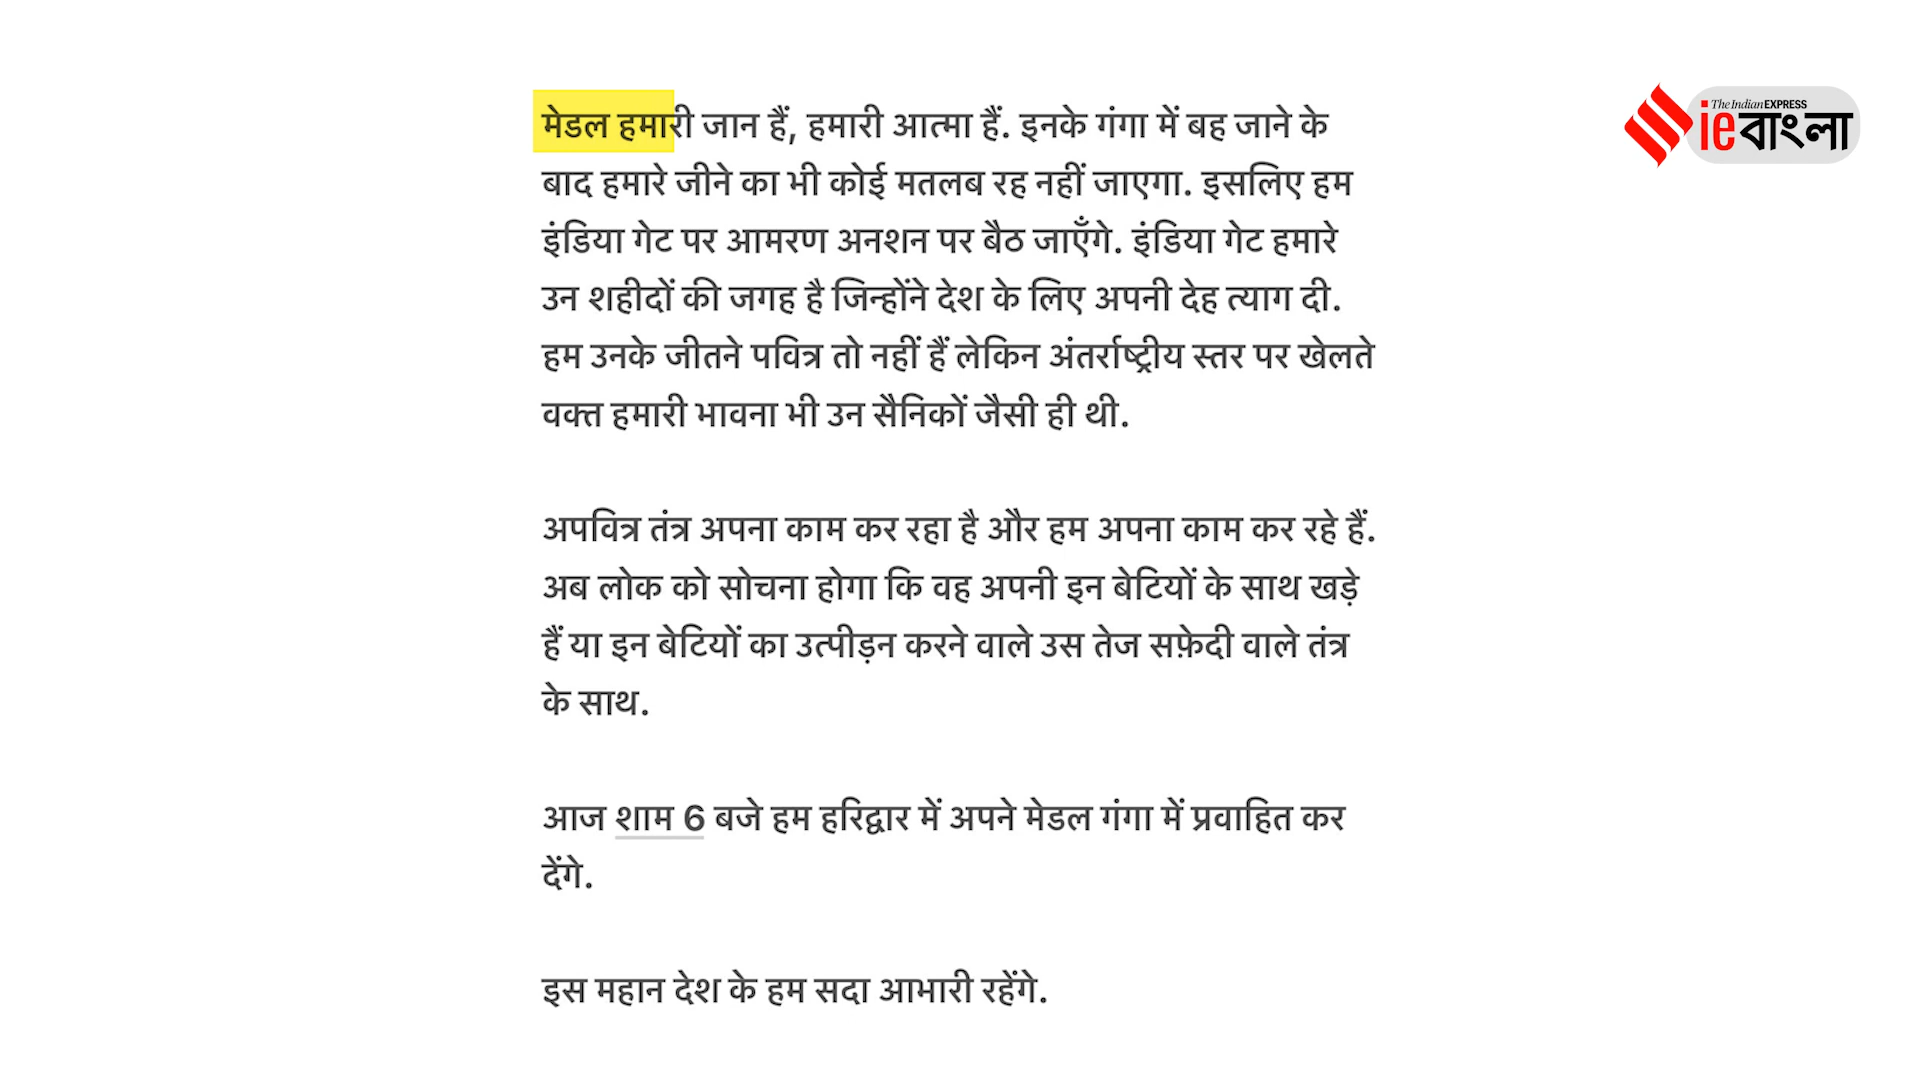 मेडल हमारी जान हैं, हमारी आत्मा हैं. इनके गंगा में बह जाने के
बाद हमारे जीने का भी कोई मतलब रह नहीं जाएगा. इसलिए हम
इंडिया गेट पर आमरण अनशन पर बैठ जाएँगे. इंडिया गेट हमारे
उन शहीदों की जगह है जिन्होंने देश के लिए अपनी देह त्याग दी.
हम उनके जीतने पवित्र तो नहीं हैं लेकिन अंतर्राष्ट्रीय स्तर पर खेलते
वक्त हमारी भावना भी उन सैनिकों जैसी ही थी.
अपवित्र तंत्र अपना काम कर रहा है और हम अपना काम कर रहे हैं.
अब लोक को सोचना होगा कि वह अपनी इन बेटियों के साथ खड़े
हैं या इन बेटियों का उत्पीड़न करने वाले उस तेज सफ़ेदी वाले तंत्र
के साथ.
आज शाम 6 बजे हम हरिद्वार में अपने मेडल गंगा में प्रवाहित कर
देंगे.
इस महान देश के हम सदा आभारी रहेंगे.
The Indian EXPRESS
ie বাংলা